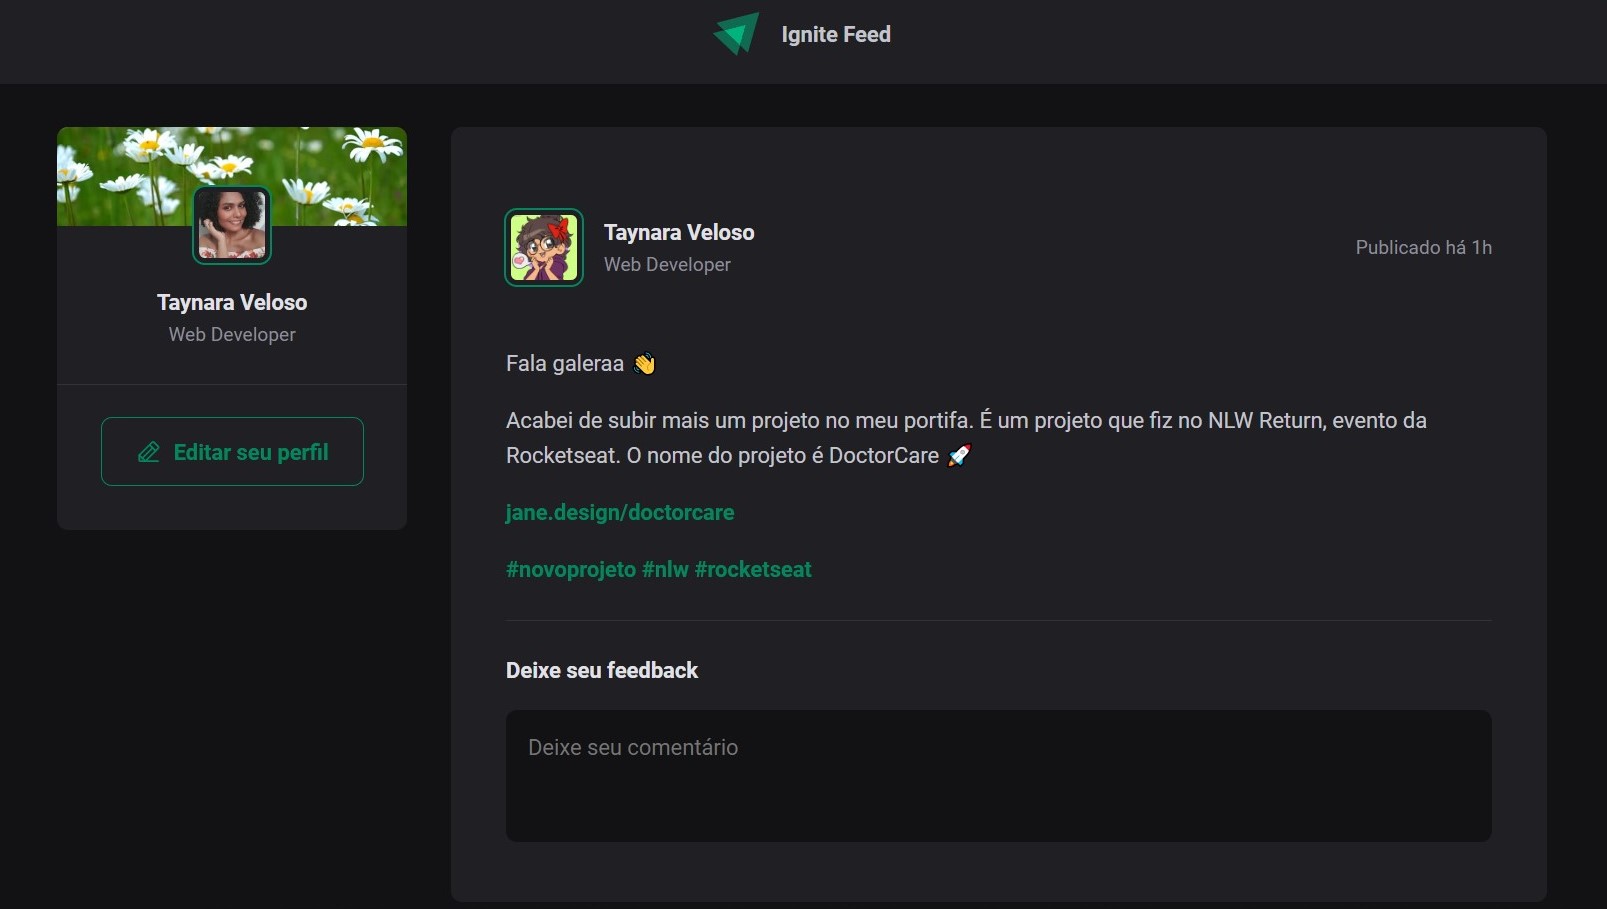 Ignite Feed
Taynara Veloso
Web Developer
Editar seu perfil
Taynara Veloso
Web Developer
Publicado há 1h
Fala galeraa 👋
Acabei de subir mais um projeto no meu portifa. É um projeto que fiz no NLW Return, evento da
Rocketseat. O nome do projeto é DoctorCare 🚀
jane.design/doctorcare
#novoprojeto #nlw #rocketseat
Deixe seu feedback
Deixe seu comentário